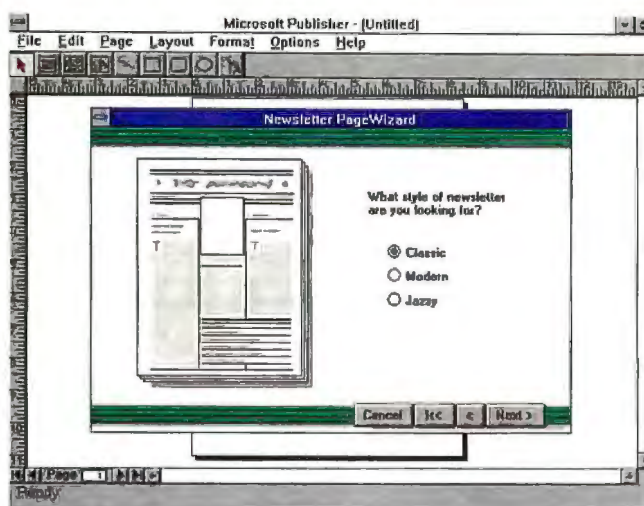 Microsoft Publisher - [Untitled]
File Edit Page Layout Format Options Help
Newsletter PageWizard
What style of newsletter
are you looking for?
Classic
Modern
Jazzy
Cancel |<< < Next >
Page 1
Ready